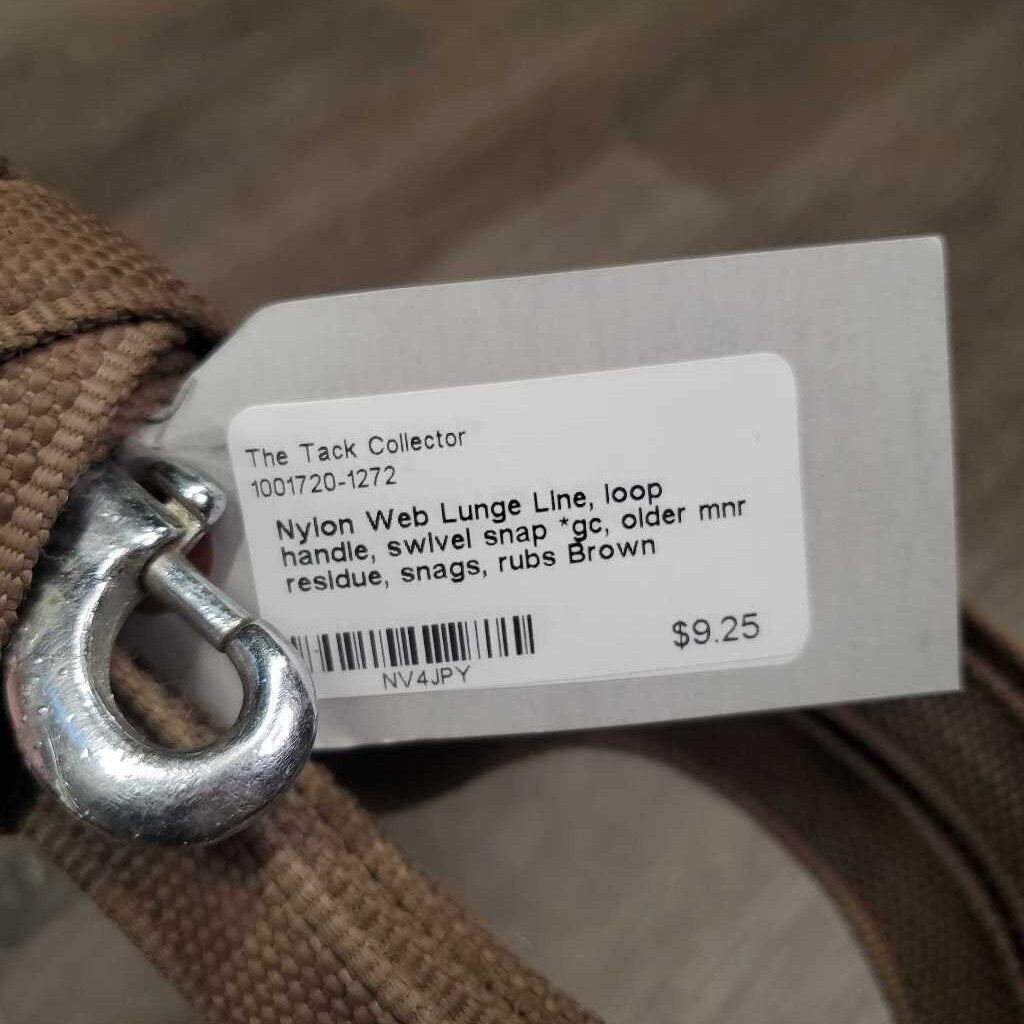 The Tack Collector
1001720-1272
Nylon Web Lunge Line, loop
handle, swivel snap *gc, older mnr
residue, snags, rubs Brown
NV4JPY
$9.25